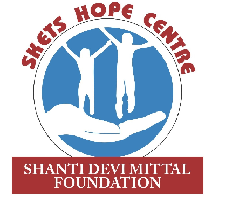 SKETS HOPE CENTRE
SHANTI DEVI MITTAL
FOUNDATION